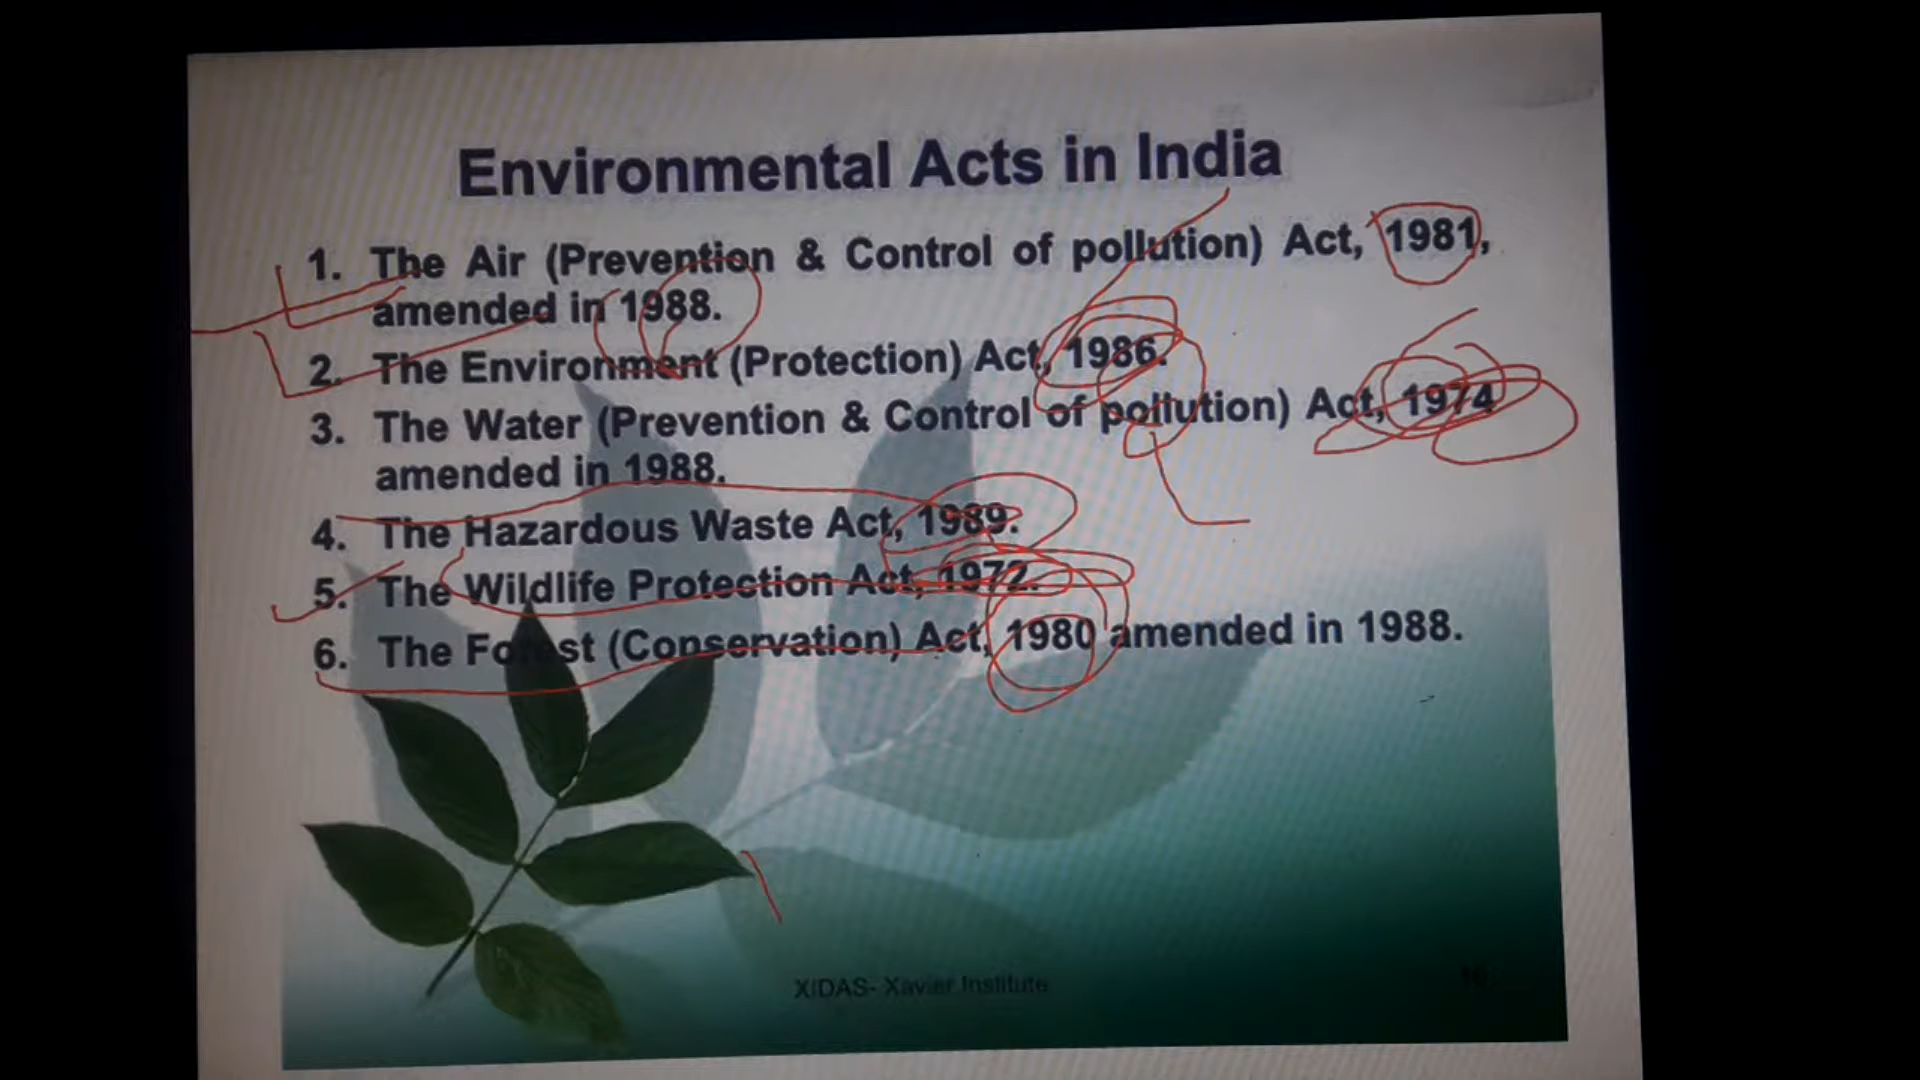 Environmental Acts in India
1. The Air (Prevention & Control of pollution) Act, 1981,
amended in 1988.
2. The Environment (Protection) Act, 1986.
3. The Water (Prevention & Control of pollution) Act, 1974
amended in 1988.
4. The Hazardous Waste Act, 1989.
5. The Wildlife Protection Act, 1972.
6. The Forest (Conservation) Act, 1980 amended in 1988.
XIDAS- Xavier Institute